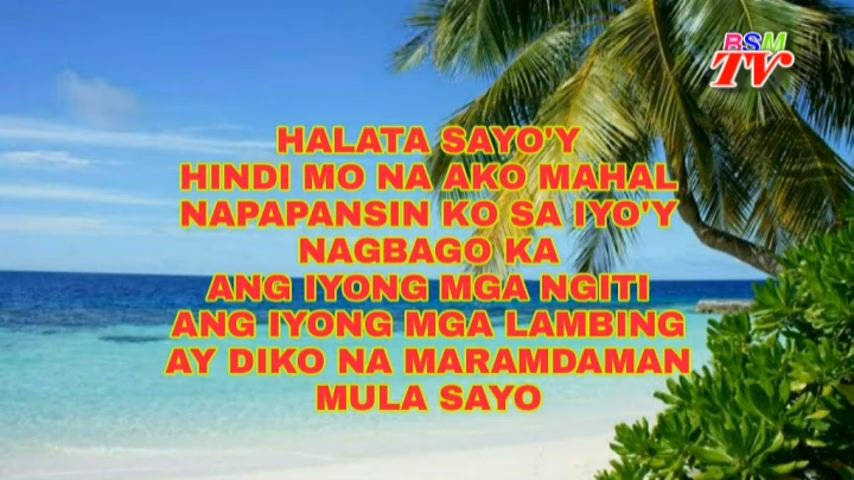 BSM
TV
HALATA SAYO'Y
HINDI MO NA AKO MAHAL
NAPAPANSIN KO SA IYO'Y
NAGBAGO KA
ANG IYONG MGA NGITI
ANG IYONG MGA LAMBING
AY DIKO NA MARAMDAMAN
MULA SAYO